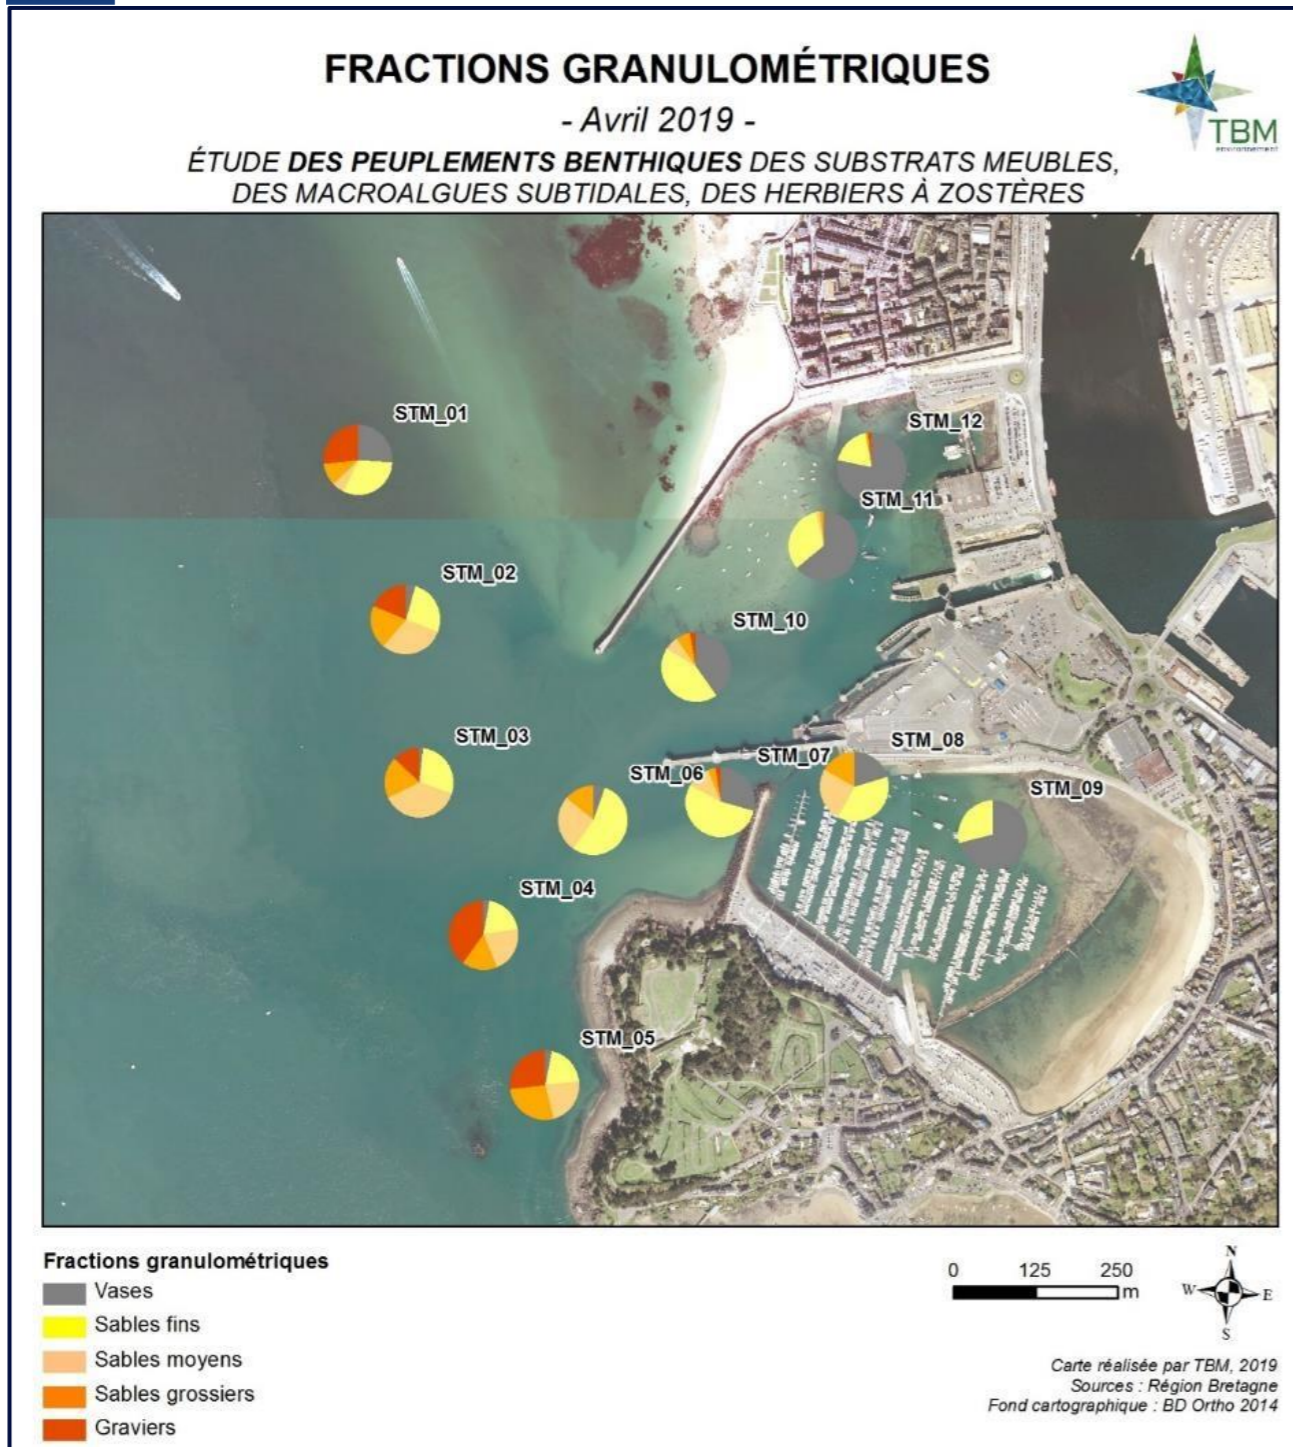 FRACTIONS GRANULOMÉTRIQUES
- Avril 2019 -
ÉTUDE DES PEUPLEMENTS BENTHIQUES DES SUBSTRATS MEUBLES,
DES MACROALGUES SUBTIDALES, DES HERBIERS À ZOSTÈRES
TBM
environnement
STM_01
STM_12
STM_11
STM_02
STM_10
STM_03
STM_08
STM_07
STM_06
STM_09
STM_04
STM_05
Fractions granulométriques
Vases
Sables fins
Sables moyens
Sables grossiers
Graviers
0 125 250
m
N
W E
S
Carte réalisée par TBM, 2019
Sources : Région Bretagne
Fond cartographique : BD Ortho 2014